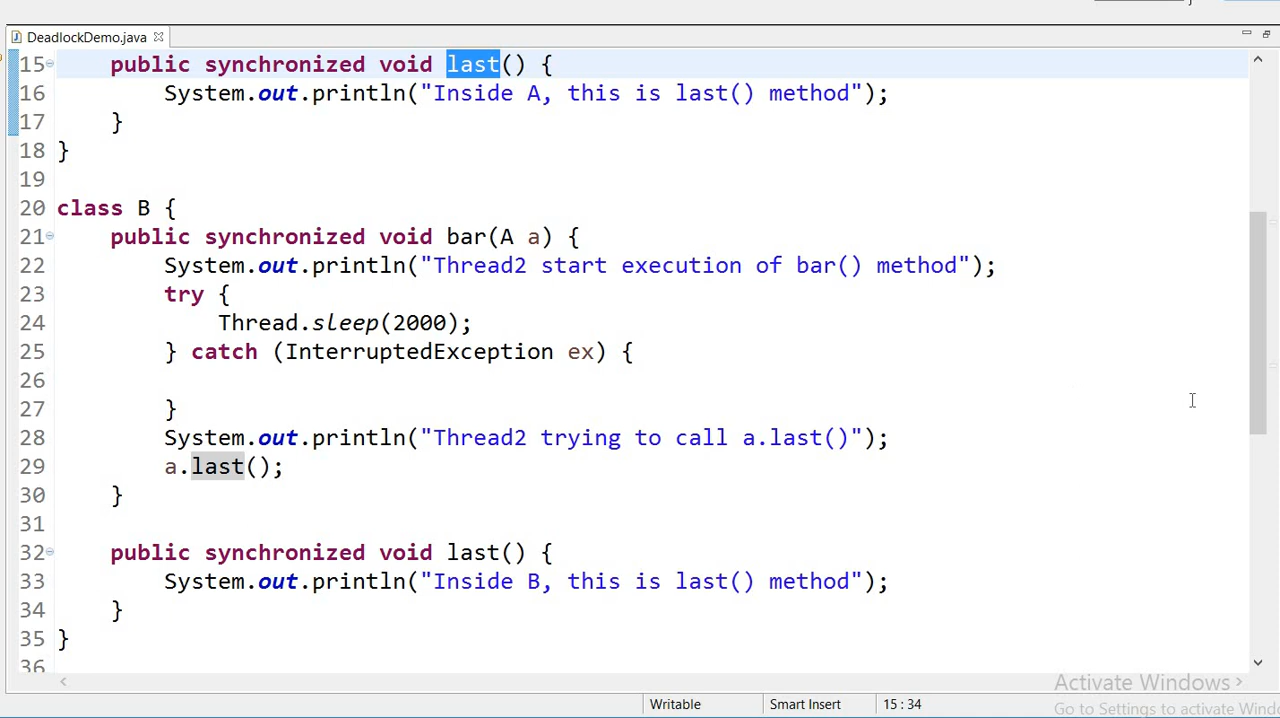 DeadlockDemo.java
15 public synchronized void last() {
16 System.out.println("Inside A, this is last() method");
17 }
18 }
19
20 class B {
21 public synchronized void bar(A a) {
22 System.out.println("Thread2 start execution of bar() method");
23 try {
24 Thread.sleep(2000);
25 } catch (InterruptedException ex) {
26
27 }
28 System.out.println("Thread2 trying to call a.last()");
29 a.last();
30 }
31
32 public synchronized void last() {
33 System.out.println("Inside B, this is last() method");
34 }
35 }
36
Activate Windows
Writable Smart Insert 15 : 34
Go to Settings to activate Wind